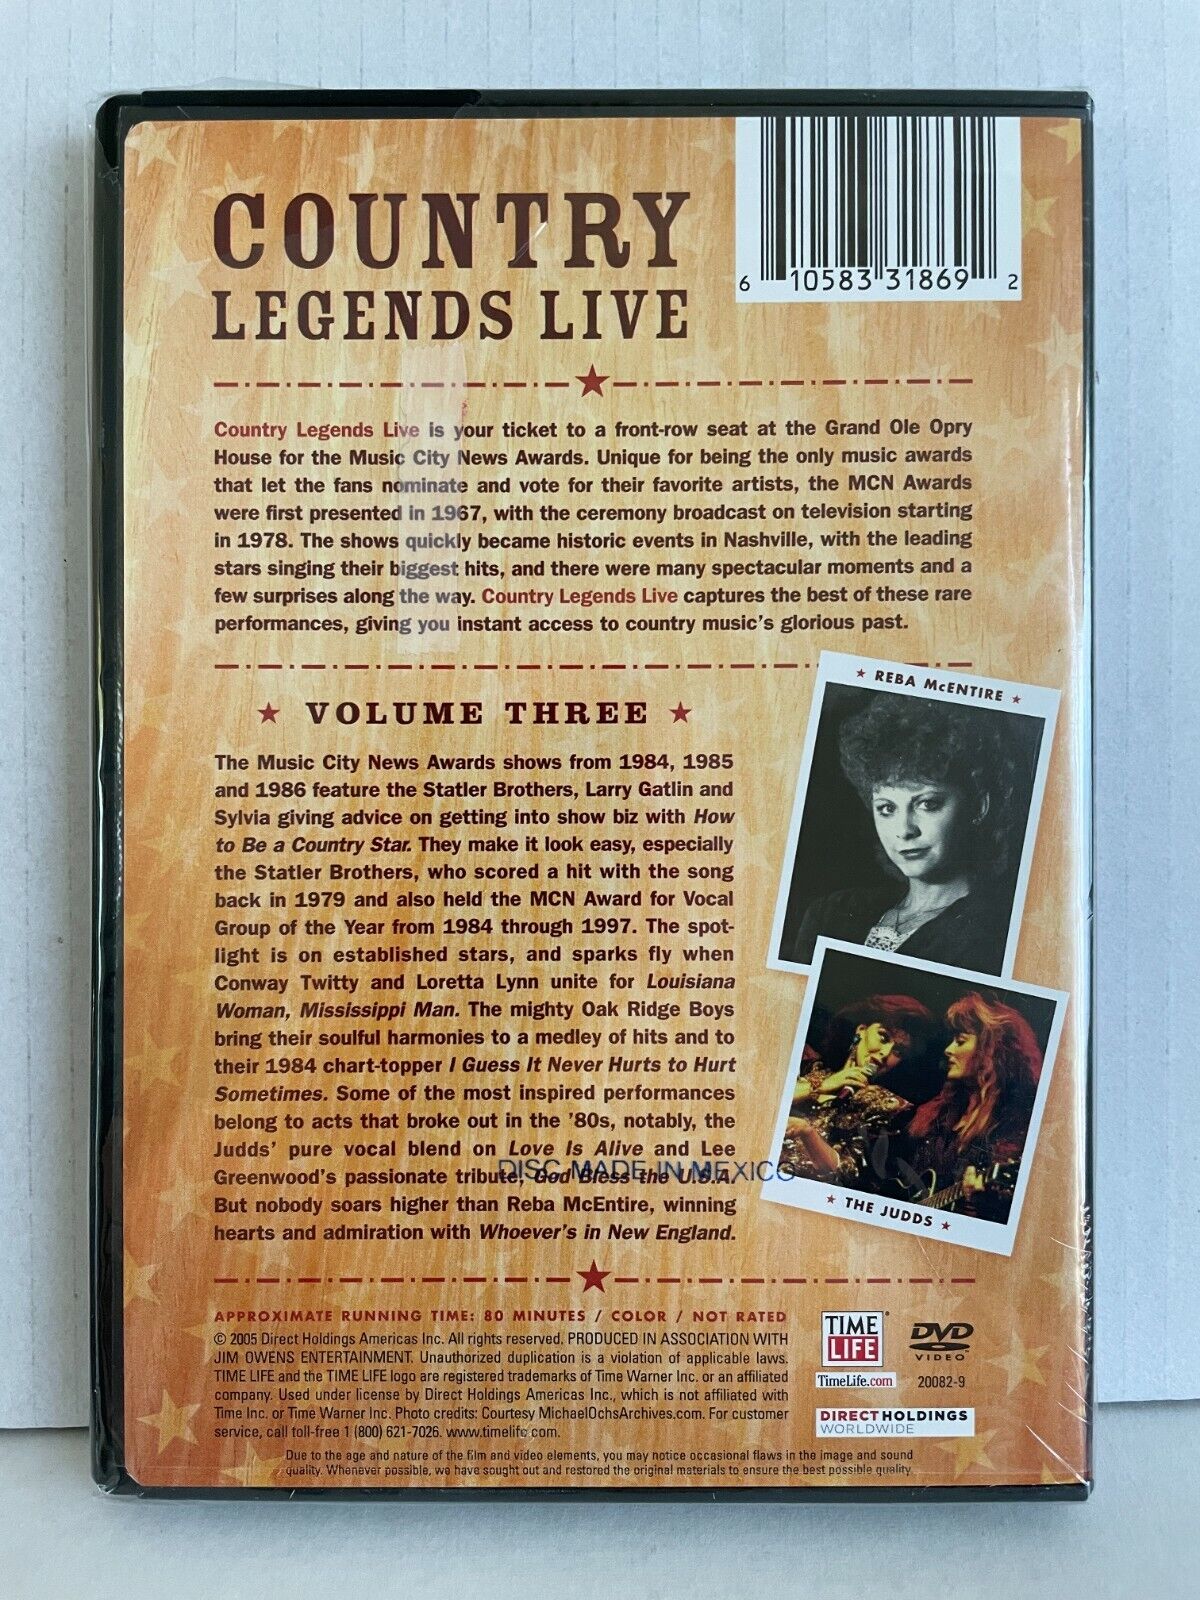 COUNTRY
LEGENDS LIVE
6 10583 31869 2
Country Legends Live is your ticket to a front-row seat at the Grand Ole Opry
House for the Music City News Awards. Unique for being the only music awards
that let the fans nominate and vote for their favorite artists, the MCN Awards
were first presented in 1967, with the ceremony broadcast on television starting
in 1978. The shows quickly became historic events in Nashville, with the leading
stars singing their biggest hits, and there were many spectacular moments and a
few surprises along the way. Country Legends Live captures the best of these rare
performances, giving you instant access to country music's glorious past.
★ VOLUME THREE ★
The Music City News Awards shows from 1984, 1985
and 1986 feature the Statler Brothers, Larry Gatlin and
Sylvia giving advice on getting into show biz with How
to Be a Country Star. They make it look easy, especially
the Statler Brothers, who scored a hit with the song
back in 1979 and also held the MCN Award for Vocal
Group of the Year from 1984 through 1997. The spot-
light is on established stars, and sparks fly when
Conway Twitty and Loretta Lynn unite for Louisiana
Woman, Mississippi Man. The mighty Oak Ridge Boys
bring their soulful harmonies to a medley of hits and to
their 1984 chart-topper I Guess It Never Hurts to Hurt
Sometimes. Some of the most inspired performances
belong to acts that broke out in the '80s, notably, the
Judds' pure vocal blend on Love Is Alive and Lee
Greenwood's passionate tribute, God Bless the U.S.A.
But nobody soars higher than Reba McEntire, winning
hearts and admiration with Whoever's in New England.
DISC MADE IN MEXICO
★ REBA McENTIRE ★
★ THE JUDDS ★
APPROXIMATE RUNNING TIME: 80 MINUTES / COLOR / NOT RATED
© 2005 Direct Holdings Americas Inc. All rights reserved. PRODUCED IN ASSOCIATION WITH
JIM OWENS ENTERTAINMENT. Unauthorized duplication is a violation of applicable laws.
TIME LIFE and the TIME LIFE logo are registered trademarks of Time Warner Inc. or an affiliated
company. Used under license by Direct Holdings Americas Inc., which is not affiliated with
Time Inc. or Time Warner Inc. Photo credits: Courtesy MichaelOchsArchives.com. For customer
service, call toll-free 1 (800) 621-7026. www.timelife.com.
Due to the age and nature of the film and video elements, you may notice occasional flaws in the image and sound
quality. Whenever possible, we have sought out and restored the original materials to ensure the best possible quality.
TIME
LIFE
®
TimeLife.com
DVD
VIDEO™
20082-9
DIRECTHOLDINGS
WORLDWIDE